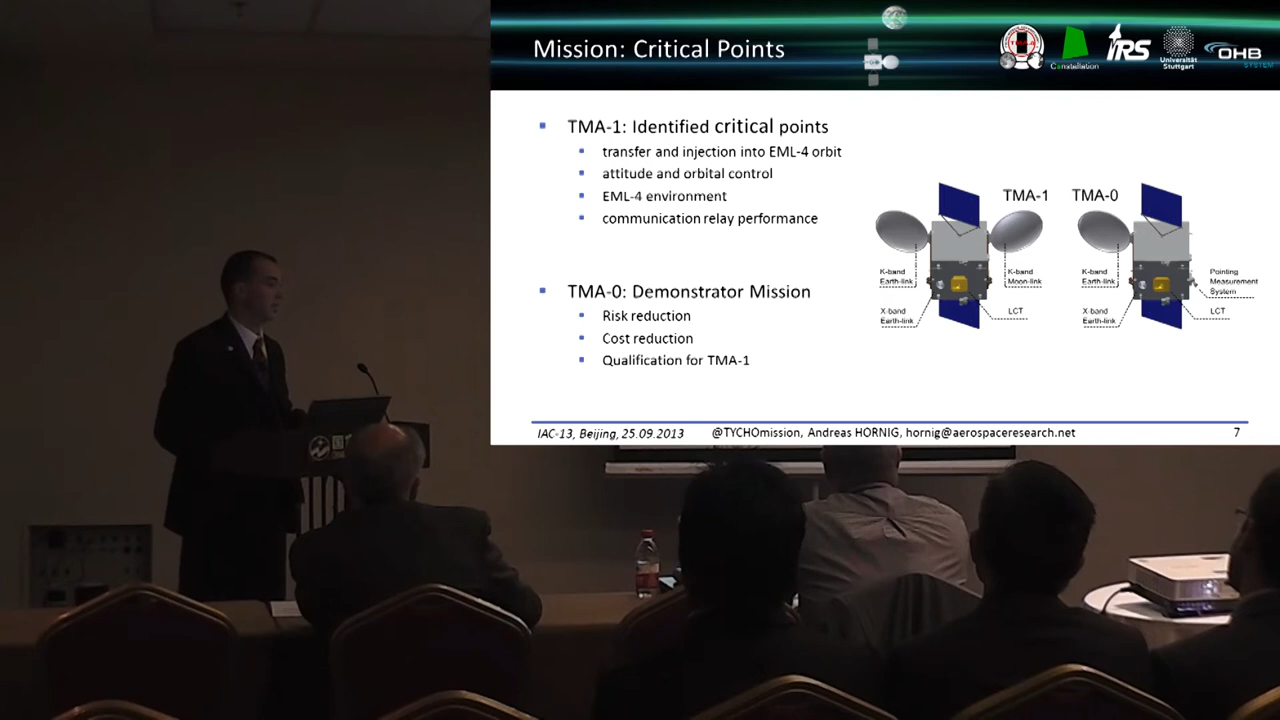 Mission: Critical Points
Constellation
IRS
Universität
Stuttgart
OHB
SYSTEM
TMA-1: Identified critical points
transfer and injection into EML-4 orbit
attitude and orbital control
EML-4 environment
communication relay performance
TMA-0: Demonstrator Mission
Risk reduction
Cost reduction
Qualification for TMA-1
TMA-1
TMA-0
K-band
Earth-link
K-band
Moon-link
X-band
Earth-link
LCT
K-band
Earth-link
Pointing
Measurement
System
X-band
Earth-link
LCT
IAC-13, Beijing, 25.09.2013
@TYCHOmission, Andreas HORNIG, hornig@aerospaceresearch.net
7